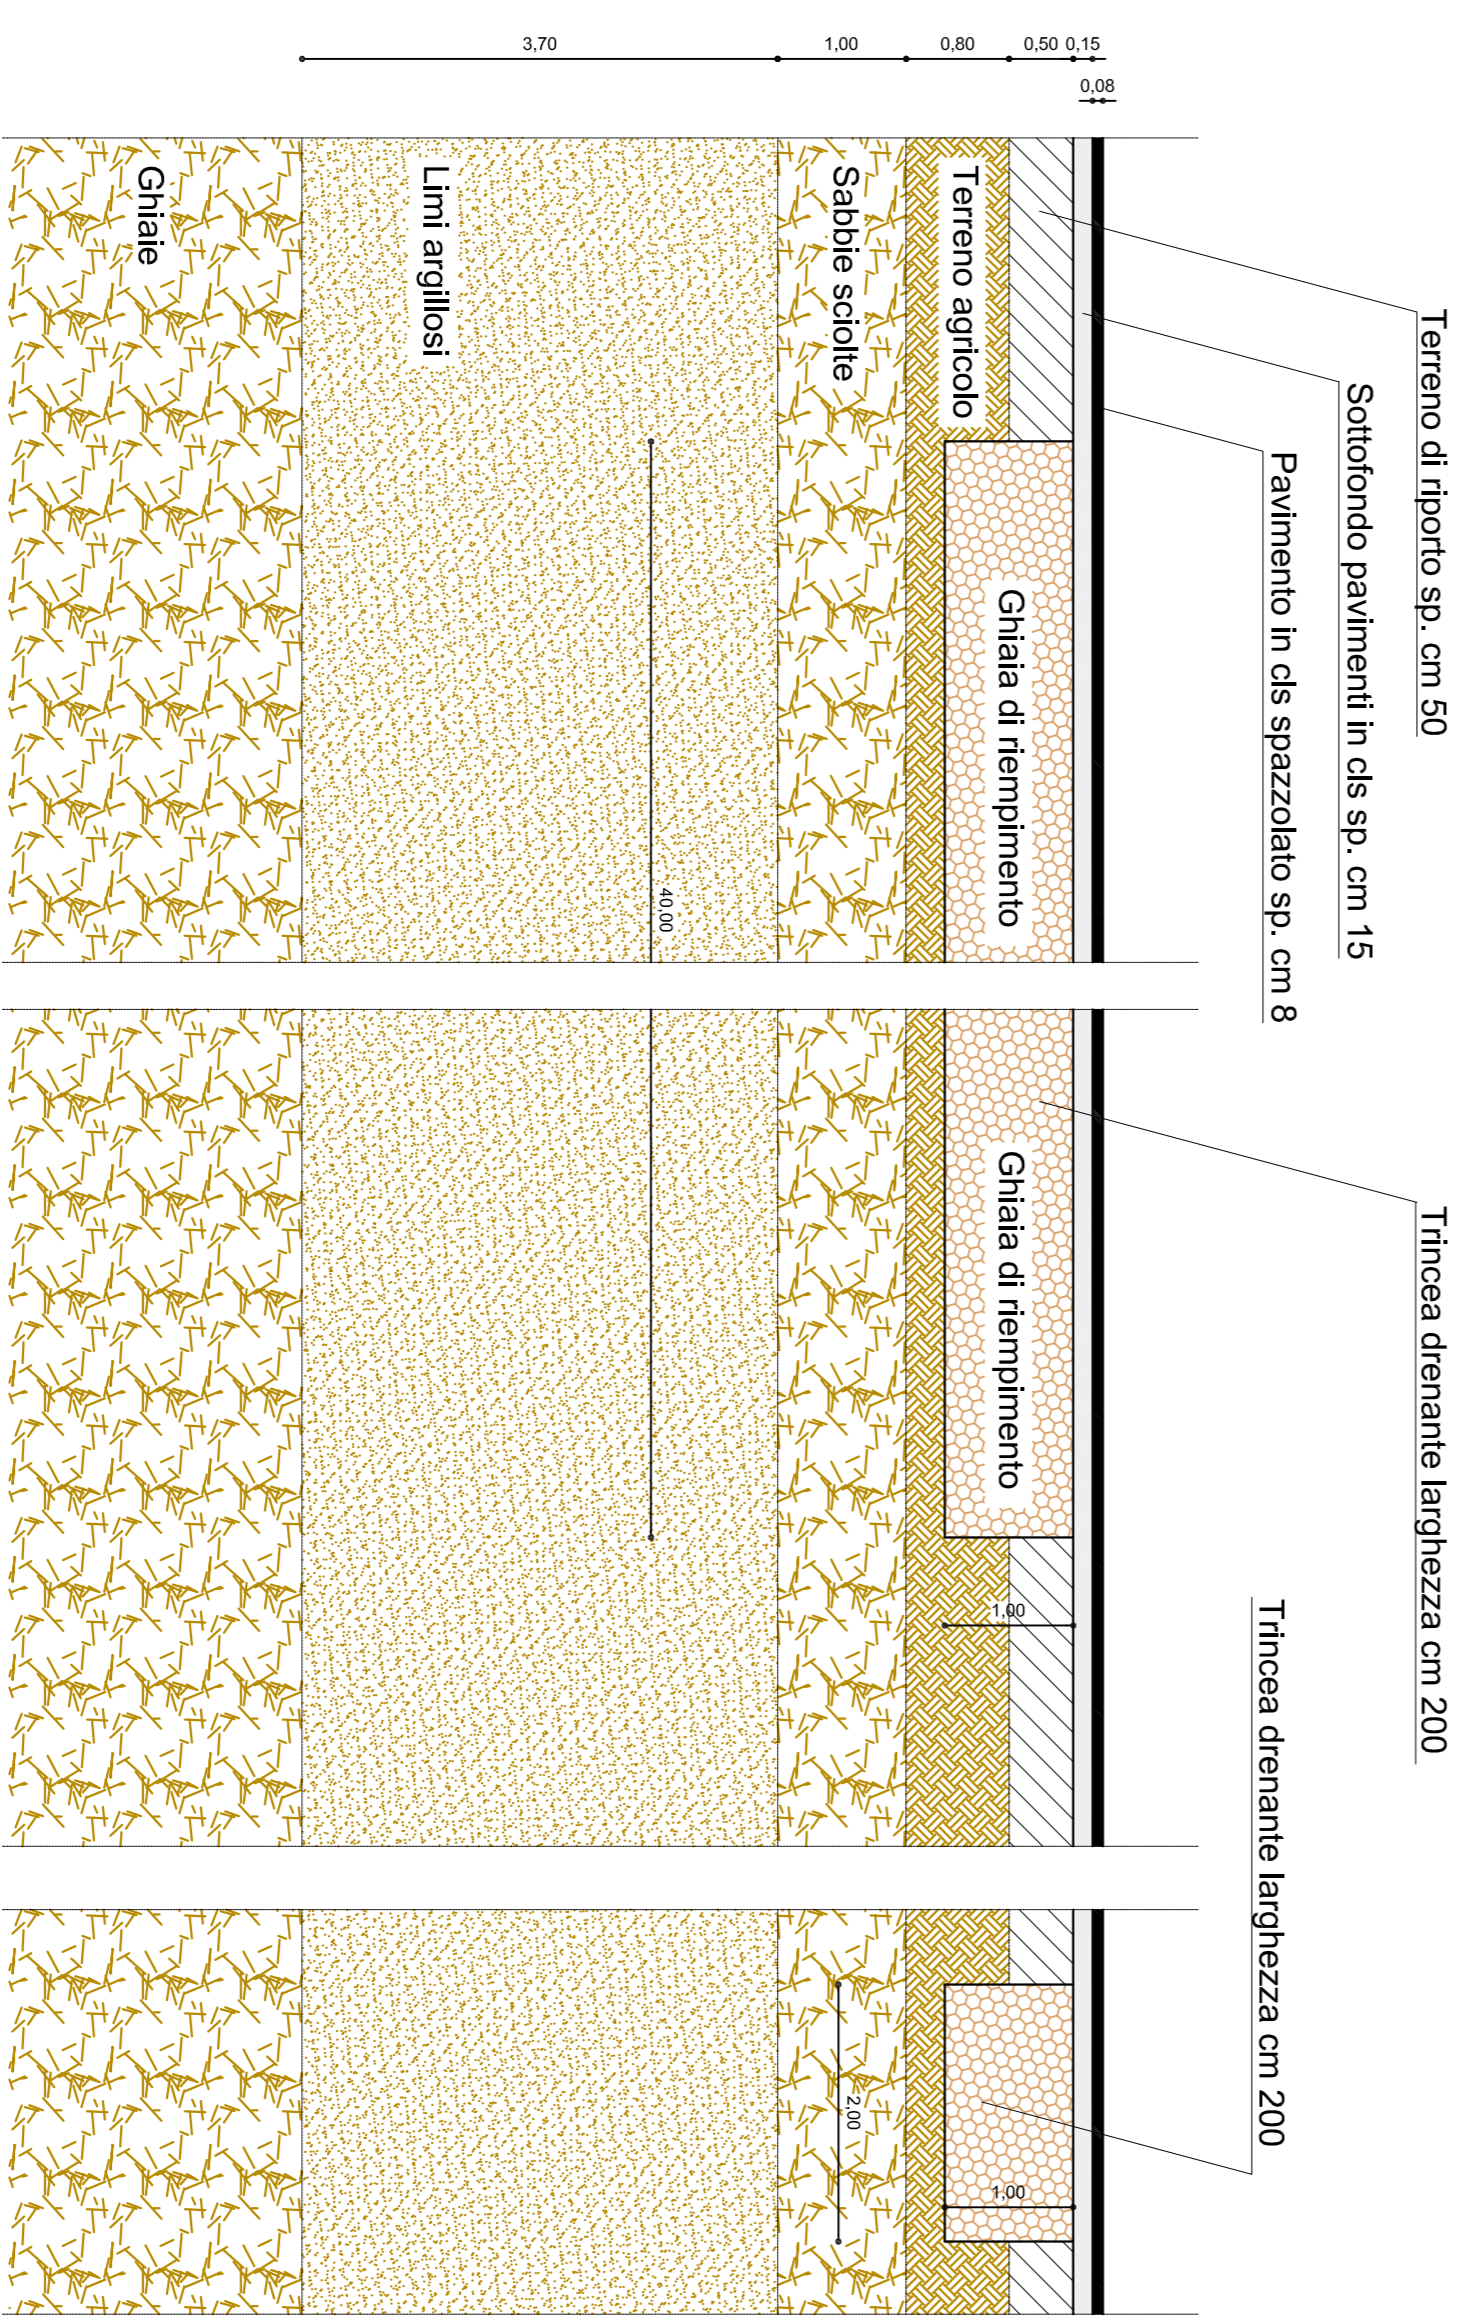 Terreno di riporto sp. cm 50
Sottofondo pavimenti in cls sp. cm 15
Pavimento in cls spazzolato sp. cm 8
Trincea drenante larghezza cm 200
Trincea drenante larghezza cm 200
0,08
0,15
0,50
0,80
1,00
3,70
Terreno agricolo
Sabbie sciolte
Limi argillosi
Ghiaie
Ghiaia di riempimento
Ghiaia di riempimento
40,00
1,00
1,00
2,00